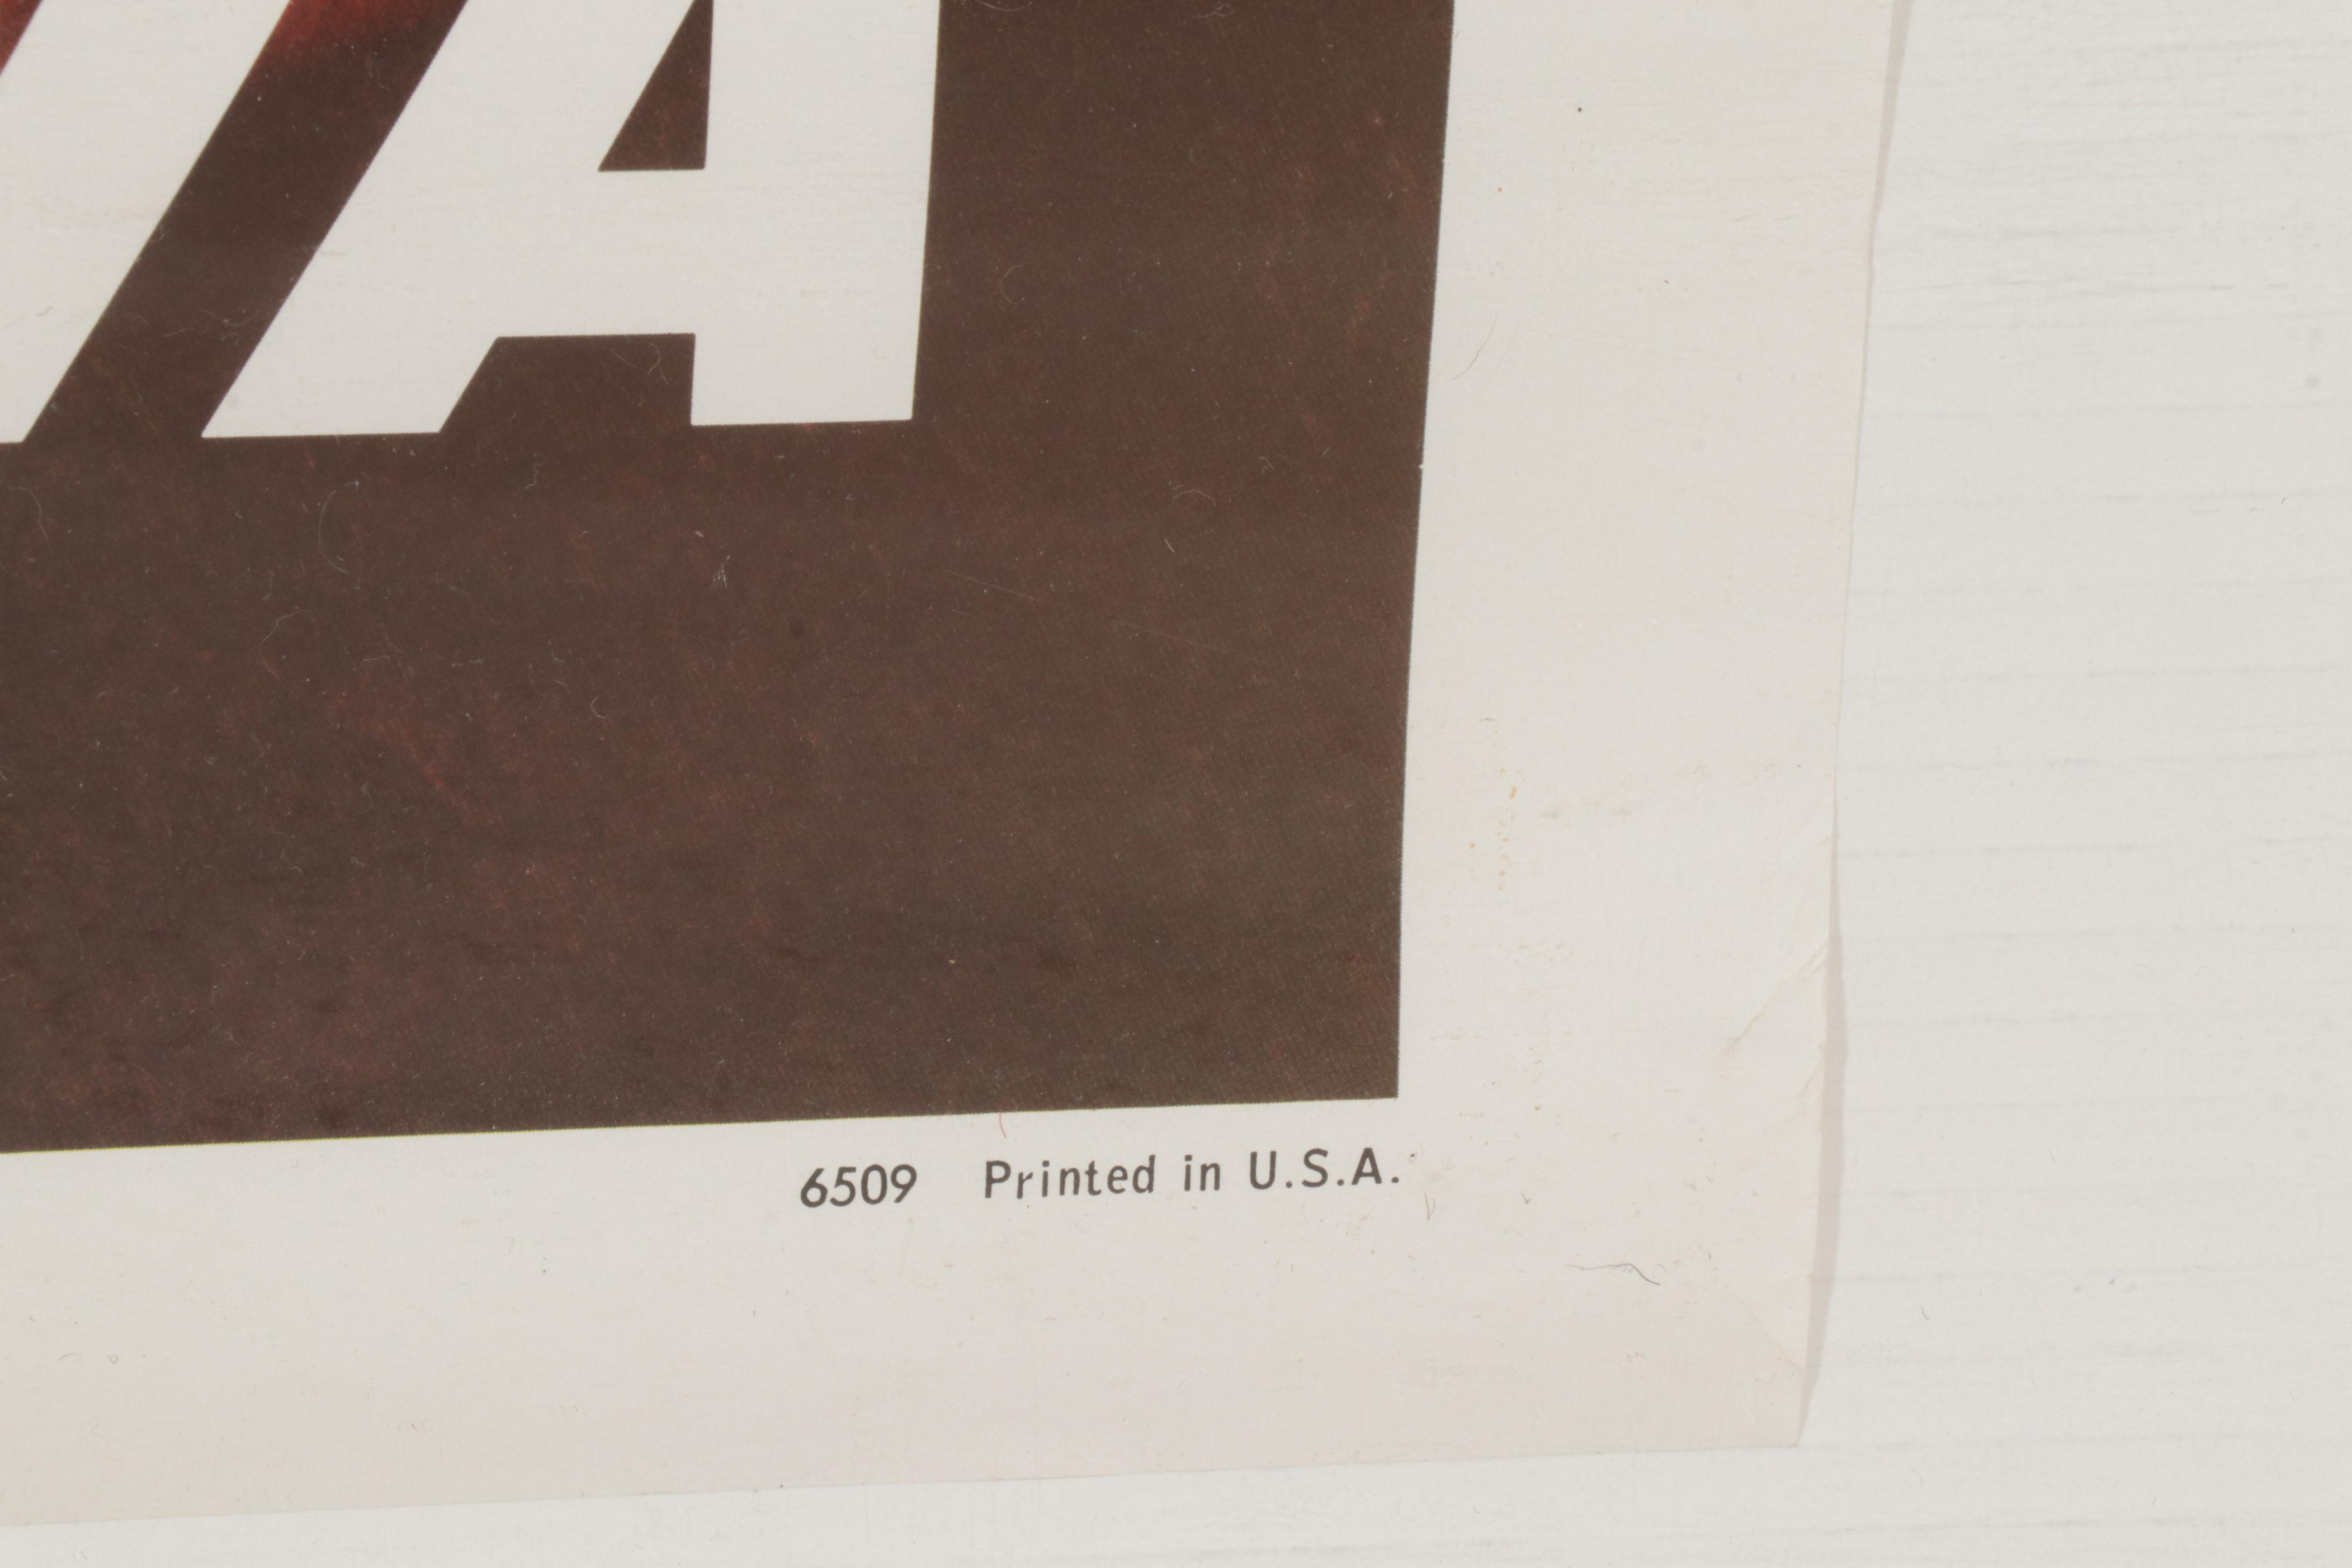 A
6509 Printed in U.S.A.